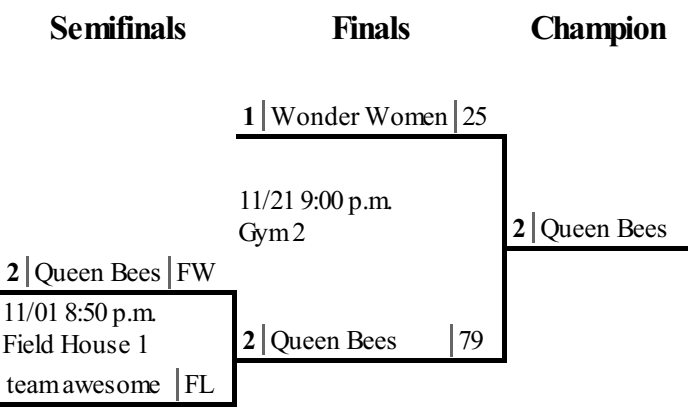 Semifinals Finals Champion
1 Wonder Women 25
11/21 9:00 p.m.
Gym 2
2 Queen Bees
2 Queen Bees FW
11/01 8:50 p.m.
Field House 1
2 Queen Bees 79
team awesome FL